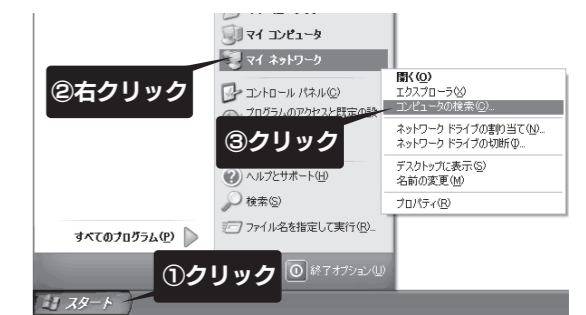 マイ コンピュータ
マイ ネットワーク
②右クリック
コントロール パネル(C)
プログラムのアクセスと既定の設
③クリック
ヘルプとサポート(H)
検索(S)
ファイル名を指定して実行(R)...
すべてのプログラム(P)
①クリック
終了オプション(U)
スタート
開く(O)
エクスプローラ(X)
コンピュータの検索(C)...
ネットワーク ドライブの割り当て(N)...
ネットワーク ドライブの切断(I)...
デスクトップに表示(S)
名前の変更(M)
プロパティ(R)